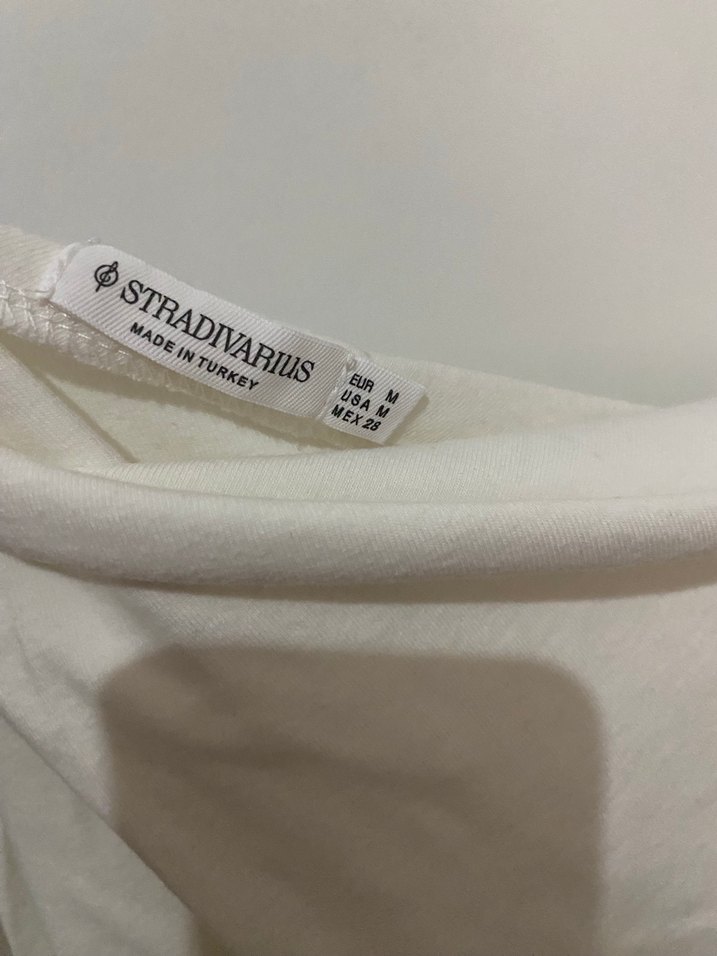 STRADIVARIUS
MADE IN TURKEY
EUR M
USA M
MEX 28